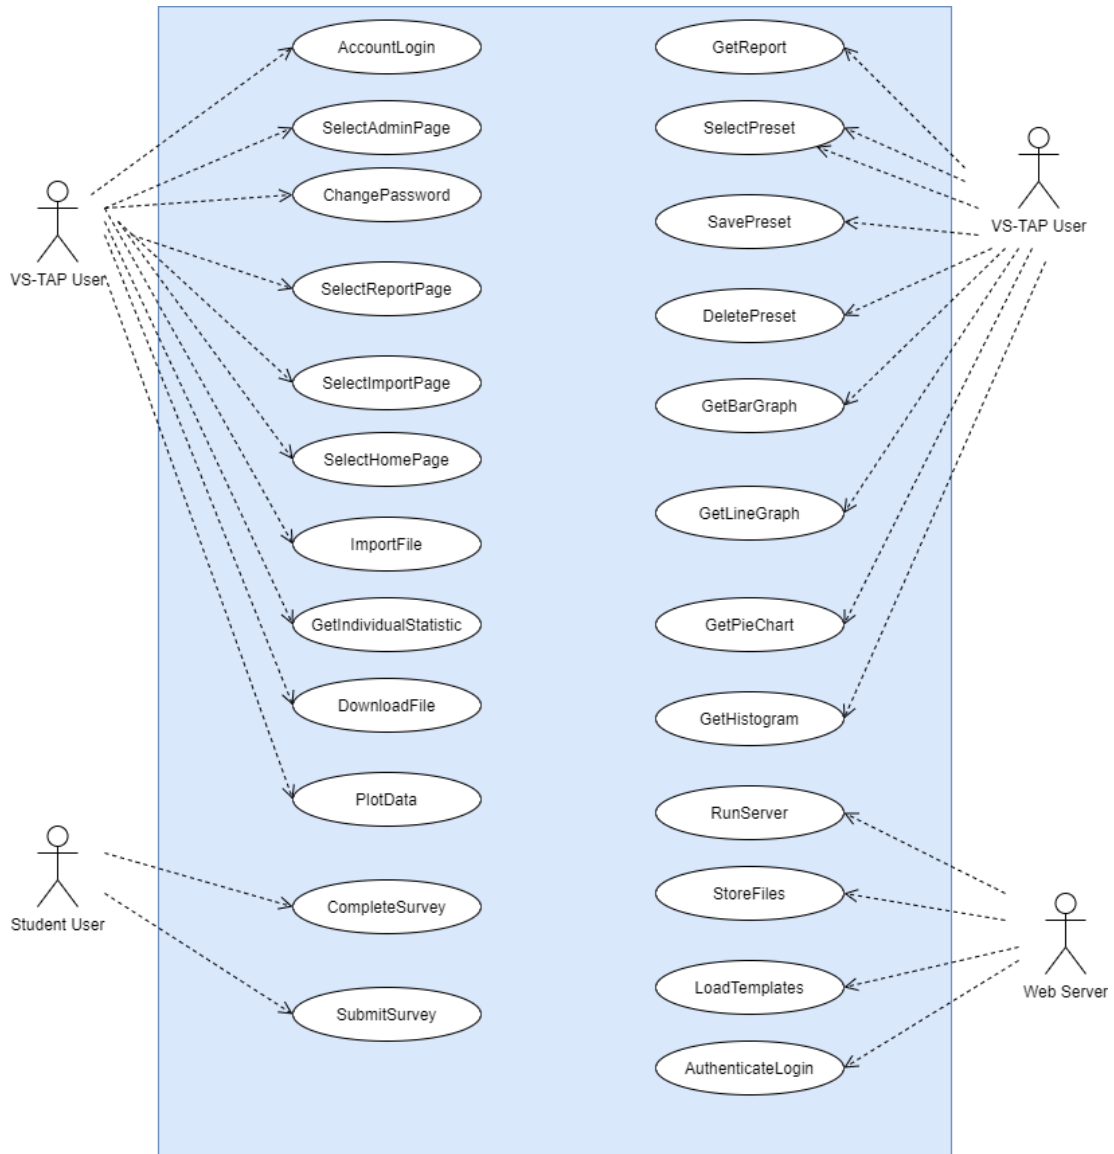 AccountLogin
GetReport
SelectAdminPage
SelectPreset
ChangePassword
SavePreset
VS-TAP User
VS-TAP User
SelectReportPage
DeletePreset
SelectImportPage
GetBarGraph
SelectHomePage
GetLineGraph
ImportFile
GetIndividualStatistic
GetPieChart
DownloadFile
GetHistogram
PlotData
RunServer
Student User
CompleteSurvey
StoreFiles
SubmitSurvey
LoadTemplates
Web Server
AuthenticateLogin